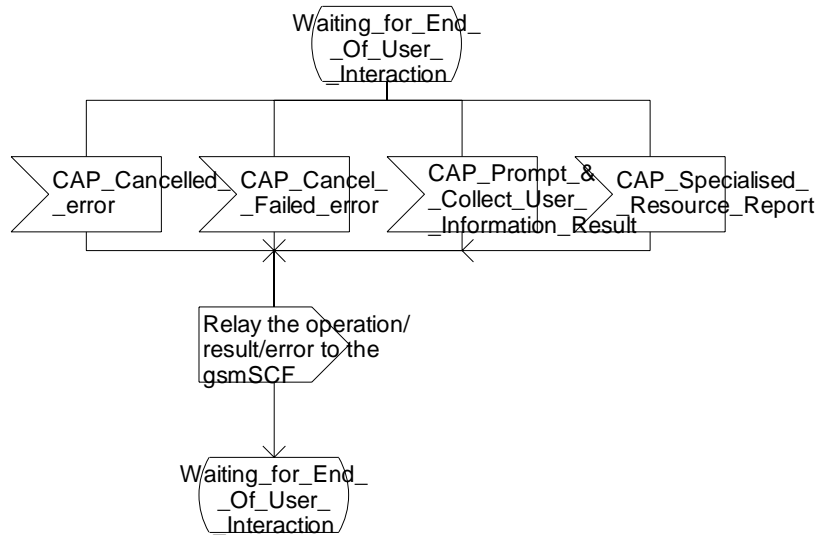 Waiting_for_End_
_Of_User_
_Interaction
CAP_Cancelled_
_error
CAP_Cancel_
_Failed_error
CAP_Prompt_&
_Collect_User_
_Information_Result
CAP_Specialised_
_Resource_Report
Relay the operation/
result/error to the
gsmSCF
Waiting_for_End_
_Of_User_
_Interaction